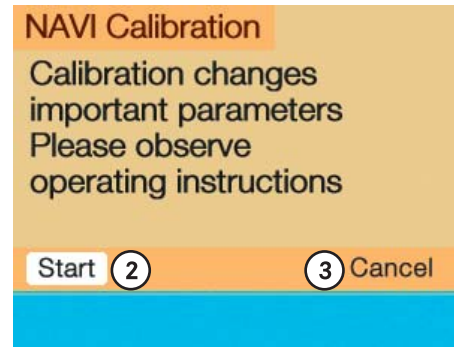 NAVI Calibration
Calibration changes
important parameters
Please observe
operating instructions
Start 2 3 Cancel